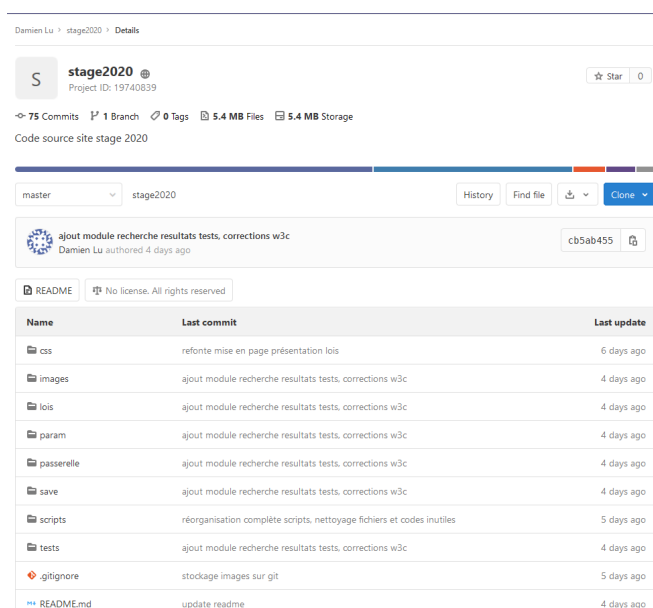 Damien Lu > stage2020 > Details
S
stage2020
Project ID: 19740839
Star 0
75 Commits 1 Branch 0 Tags 5.4 MB Files 5.4 MB Storage
Code source site stage 2020
master stage2020 History Find file Clone
ajout module recherche resultats tests, corrections w3c
Damien Lu authored 4 days ago
cb5ab455
README No license. All rights reserved
Name Last commit Last update
css refonte mise en page présentation lois 6 days ago
images ajout module recherche resultats tests, corrections w3c 4 days ago
lois ajout module recherche resultats tests, corrections w3c 4 days ago
param ajout module recherche resultats tests, corrections w3c 4 days ago
passerelle ajout module recherche resultats tests, corrections w3c 4 days ago
save ajout module recherche resultats tests, corrections w3c 4 days ago
scripts réorganisation complète scripts, nettoyage fichiers et codes inutiles 5 days ago
tests ajout module recherche resultats tests, corrections w3c 4 days ago
.gitignore stockage images sur git 5 days ago
README.md update readme 4 days ago